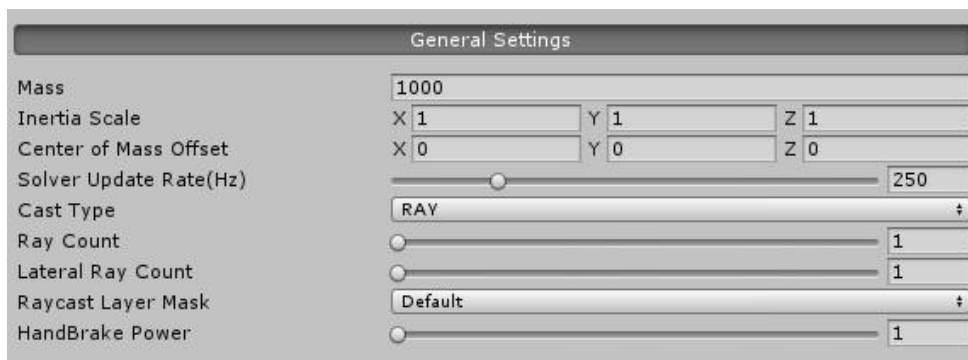 General Settings
Mass 1000
Inertia Scale X 1 Y 1 Z 1
Center of Mass Offset X 0 Y 0 Z 0
Solver Update Rate(Hz) 250
Cast Type RAY
Ray Count 1
Lateral Ray Count 1
Raycast Layer Mask Default
HandBrake Power 1